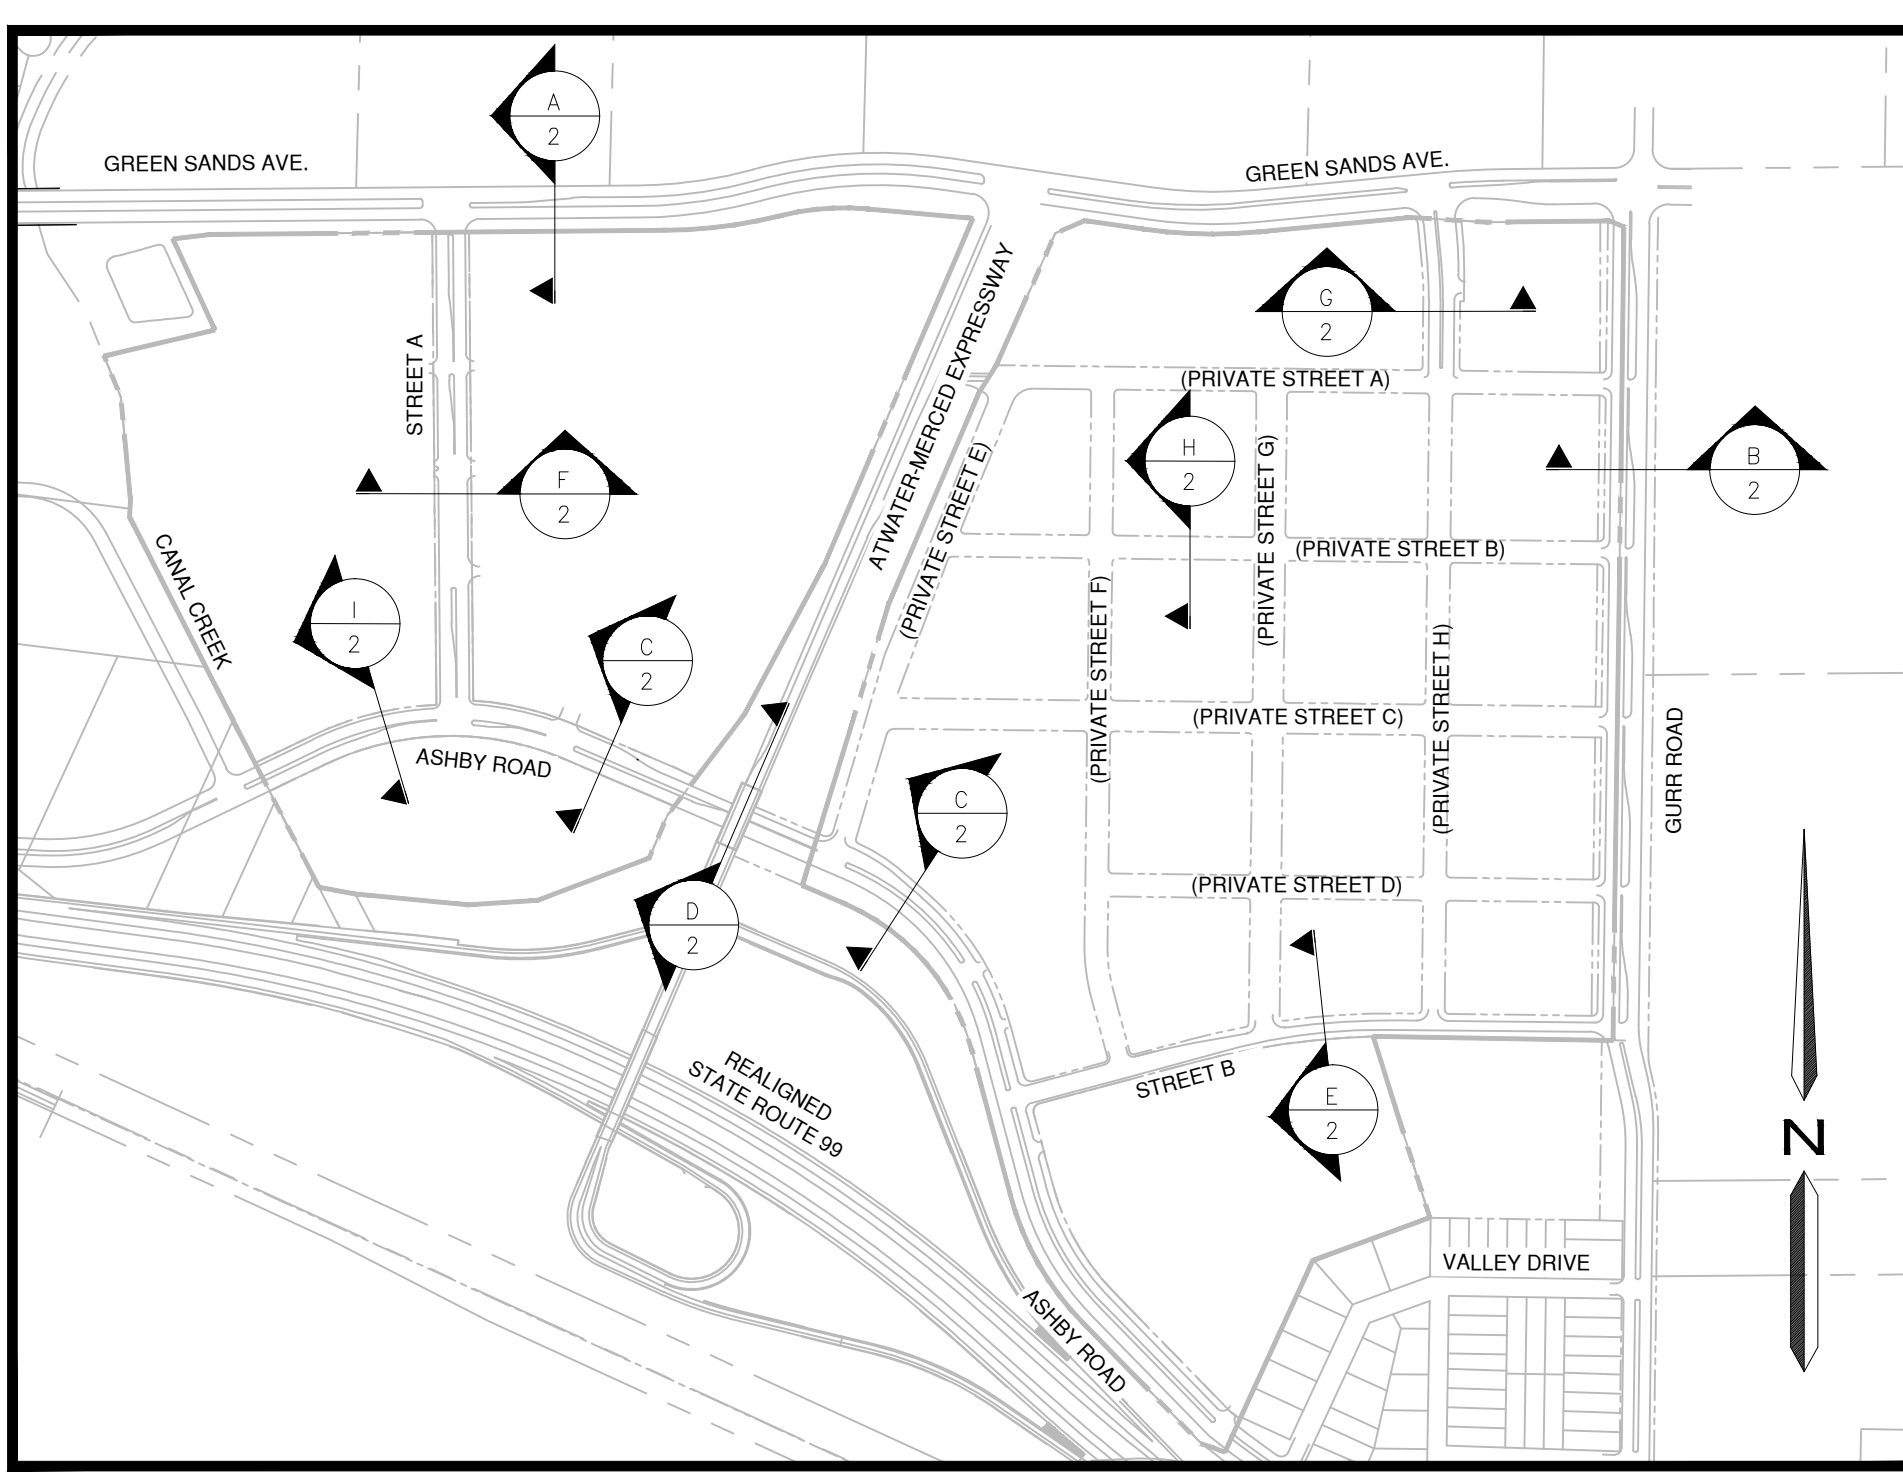 A
2
GREEN SANDS AVE.
GREEN SANDS AVE.
G
2
STREET A
ATWATER-MERCED EXPRESSWAY
(PRIVATE STREET A)
H
2
B
2
F
2
(PRIVATE STREET E)
(PRIVATE STREET G)
(PRIVATE STREET B)
CANAL CREEK
I
2
C
2
(PRIVATE STREET F)
(PRIVATE STREET H)
(PRIVATE STREET C)
ASHBY ROAD
GURR ROAD
C
2
(PRIVATE STREET D)
D
2
REALIGNED
STATE ROUTE 99
STREET B
E
2
N
VALLEY DRIVE
ASHBY ROAD